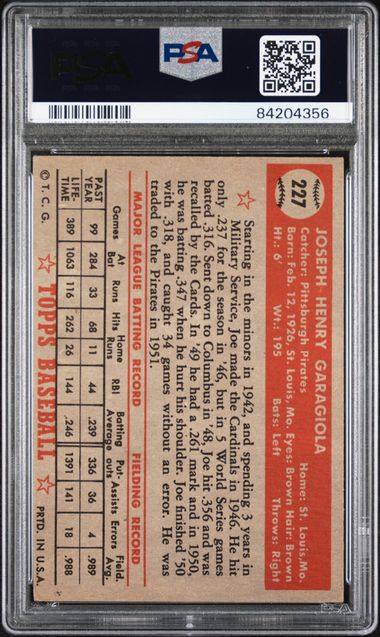 PSA
PSA
84204356
227
JOSEPH HENRY GARAGIOLA
Catcher: Pittsburgh Pirates Home: St. Louis, Mo.
Born: Feb. 12, 1926, St. Louis, Mo. Eyes: Brown Hair: Brown
Ht.: 6' Wt.: 195 Bats: Left Throws: Right
Starting in the minors in 1942, and spending 3 years in
Military Service, Joe made the Cardinals in 1946. He hit
only .237 for the season in '46, but in 5 World Series games
batted .316. Sent down to Columbus in '48, Joe hit .356 and was
recalled by the Cards. In '49 he had a .261 mark and in 1950,
he was batting .347 when he hurt his shoulder. Joe finished '50
with .318, and caught 34 games without an error. He was
traded to the Pirates in 1951.
MAJOR LEAGUE BATTING RECORD FIELDING RECORD
Games At Bat Runs Hits Home Runs RBI Batting Average Put-outs Assists Errors Field. Avg.
PAST YEAR 99 284 33 68 11 44 .239 336 36 4 .989
LIFE-TIME 389 1063 116 262 26 144 .246 1391 141 18 .988
© T. C. G. TOPPS BASEBALL PRTD. IN U.S.A.